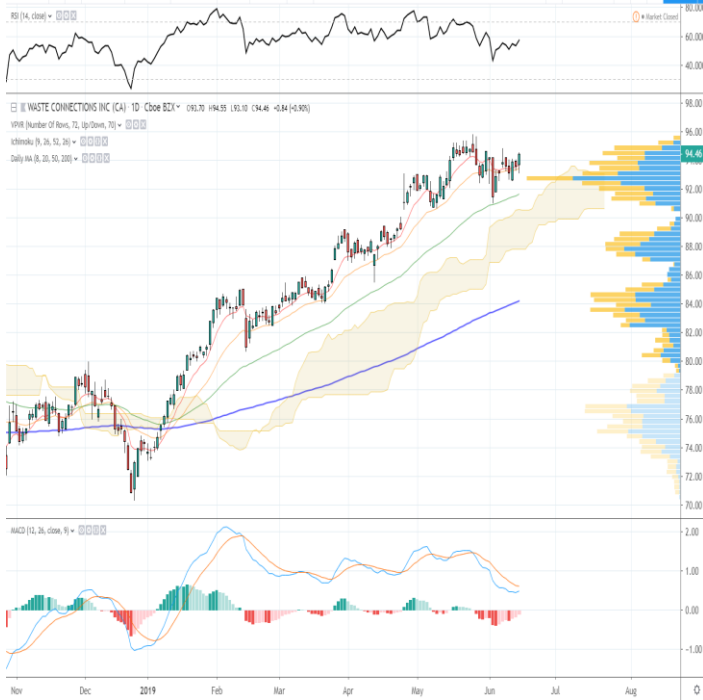 RSI (14, close)
Market Closed
80.000
60.000
40.000
WASTE CONNECTIONS INC (CA) · 1D · Cboe BZX O93.70 H94.55 L93.10 C94.46 +0.84 (+0.90%)
VPVR (Number Of Rows, 72, Up/Down, 70)
Ichimoku (9, 26, 52, 26)
Daily MA (8, 20, 50, 200)
98.00
96.00
94.46
92.00
90.00
88.00
86.00
84.00
82.00
80.00
78.00
76.00
74.00
72.00
70.00
MACD (12, 26, close, 9)
2.00
1.00
0.00
-1.00
Nov Dec 2019 Feb Mar Apr May Jun Jul Aug